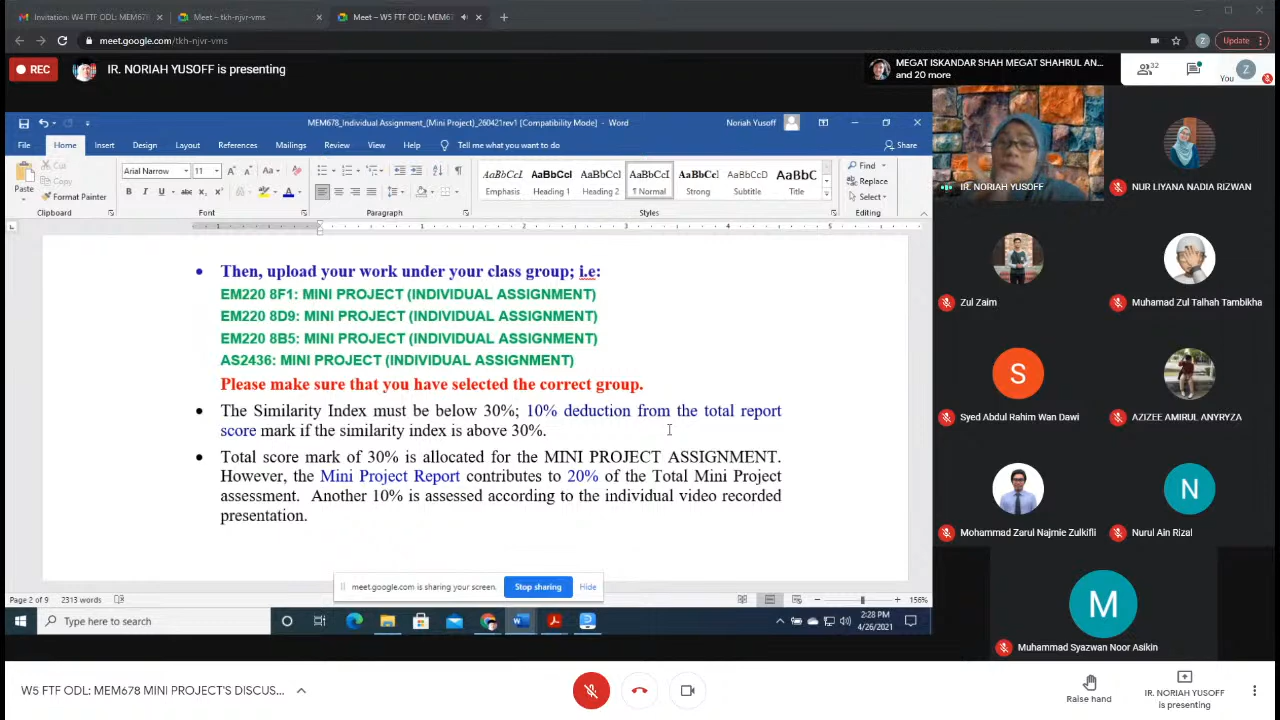 Invitation: W4 FTF ODL: MEM678
Meet – tkh-njvr-vms
Meet – W5 FTF ODL: MEM67
meet.google.com/tkh-njvr-vms
Z
Update
REC
IR. NORIAH YUSOFF is presenting
MEGAT ISKANDAR SHAH MEGAT SHAHRUL AN...
and 20 more
32
You
Z
MEM678_Individual Assignment_(Mini Project)_260421rev1 [Compatibility Mode] - Word
Noriah Yusoff
File Home Insert Design Layout References Mailings Review View Help Tell me what you want to do Share
Cut
Copy
Format Painter
Paste
Clipboard
Arial Narrow 11
Font
Paragraph
AaBbCcI AaBbCcI AaBbCcI AaBbCcI AaBbCcI AaBbCcD AaBbC
Emphasis Heading 1 Heading 2 ¶ Normal Strong Subtitle Title
Styles
Find
Replace
Select
Editing
• Then, upload your work under your class group; i.e:
EM220 8F1: MINI PROJECT (INDIVIDUAL ASSIGNMENT)
EM220 8D9: MINI PROJECT (INDIVIDUAL ASSIGNMENT)
EM220 8B5: MINI PROJECT (INDIVIDUAL ASSIGNMENT)
AS2436: MINI PROJECT (INDIVIDUAL ASSIGNMENT)
Please make sure that you have selected the correct group.
• The Similarity Index must be below 30%; 10% deduction from the total report
score mark if the similarity index is above 30%.
• Total score mark of 30% is allocated for the MINI PROJECT ASSIGNMENT.
However, the Mini Project Report contributes to 20% of the Total Mini Project
assessment. Another 10% is assessed according to the individual video recorded
presentation.
meet.google.com is sharing your screen. Stop sharing Hide
Page 2 of 9 2313 words
156%
Type here to search
2:28 PM
4/26/2021
IR. NORIAH YUSOFF
NUR LIYANA NADIA RIZWAN
Zul Zaim
Muhamad Zul Talhah Tambikha
S
Syed Abdul Rahim Wan Dawi
AZIZEE AMIRUL ANYRYZA
Mohammad Zarul Najmie Zulkifli
N
Nurul Ain Rizal
M
Muhammad Syazwan Noor Asikin
W5 FTF ODL: MEM678 MINI PROJECT'S DISCUS...
Raise hand
IR. NORIAH YUSOFF
is presenting